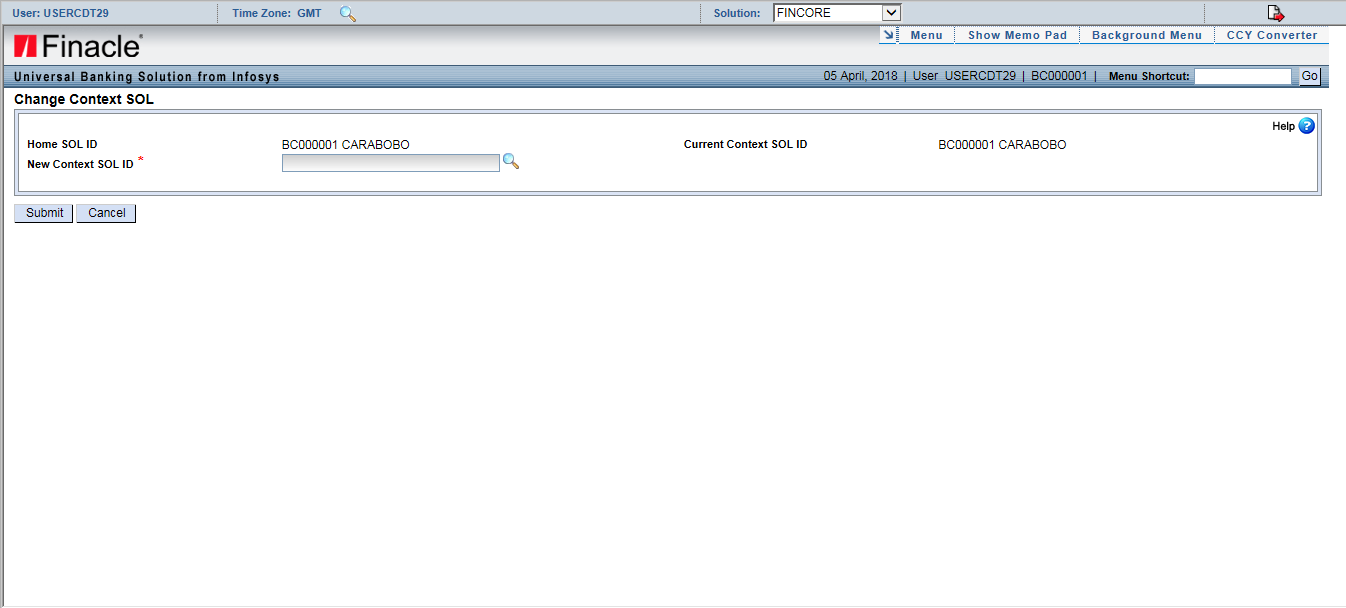 User: USERCDT29 Time Zone: GMT Solution: FINCORE
Finacle Menu Show Memo Pad Background Menu CCY Converter
Universal Banking Solution from Infosys 05 April, 2018 | User USERCDT29 | BC000001 | Menu Shortcut: Go
Change Context SOL
Help ?
Home SOL ID BC000001 CARABOBO Current Context SOL ID BC000001 CARABOBO
New Context SOL ID *
Submit Cancel